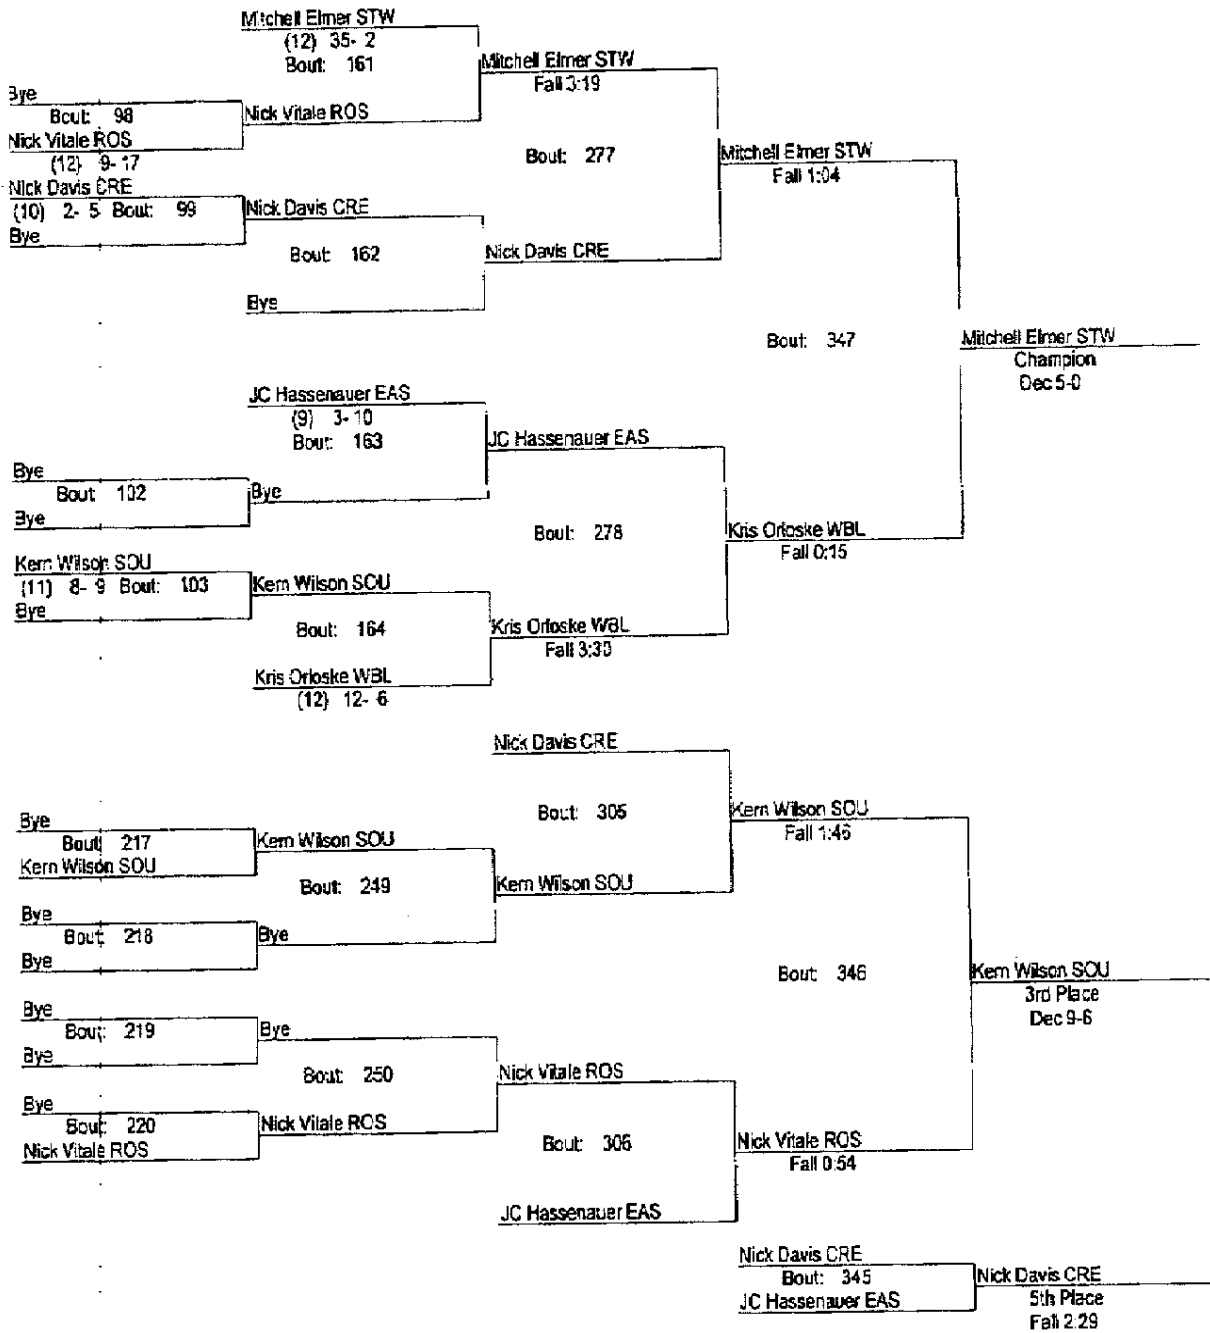 Mitchell Elmer STW
(12) 35- 2
Bout: 161
Mitchell Elmer STW
Fall 3:19
Bye
Bout: 98
Nick Vitale ROS
Nick Vitale ROS
(12) 9- 17
Bout: 277
Mitchell Elmer STW
Fall 1:04
Nick Davis CRE
(10) 2- 5 Bout: 99
Bye
Nick Davis CRE
Bout: 162
Nick Davis CRE
Bye
Bout: 347
Mitchell Elmer STW
Champion
Dec 5-0
JC Hassenauer EAS
(9) 3- 10
Bout: 163
JC Hassenauer EAS
Bye
Bout: 102
Bye
Bye
Bout: 278
Kris Orloske WBL
Fall 0:15
Kern Wilson SOU
(11) 8- 9 Bout: 103
Bye
Kern Wilson SOU
Bout: 164
Kris Orloske WBL
Fall 3:30
Kris Orloske WBL
(12) 12- 6
Nick Davis CRE
Bout: 305
Kern Wilson SOU
Fall 1:46
Bye
Bout: 217
Kern Wilson SOU
Kern Wilson SOU
Bout: 249
Kern Wilson SOU
Bye
Bout: 218
Bye
Bye
Bout: 346
Kern Wilson SOU
3rd Place
Dec 9-6
Bye
Bout: 219
Bye
Bye
Bout: 250
Nick Vitale ROS
Bye
Bout: 220
Nick Vitale ROS
Nick Vitale ROS
Bout: 306
Nick Vitale ROS
Fall 0:54
JC Hassenauer EAS
Nick Davis CRE
Bout: 345
JC Hassenauer EAS
Nick Davis CRE
5th Place
Fall 2:29